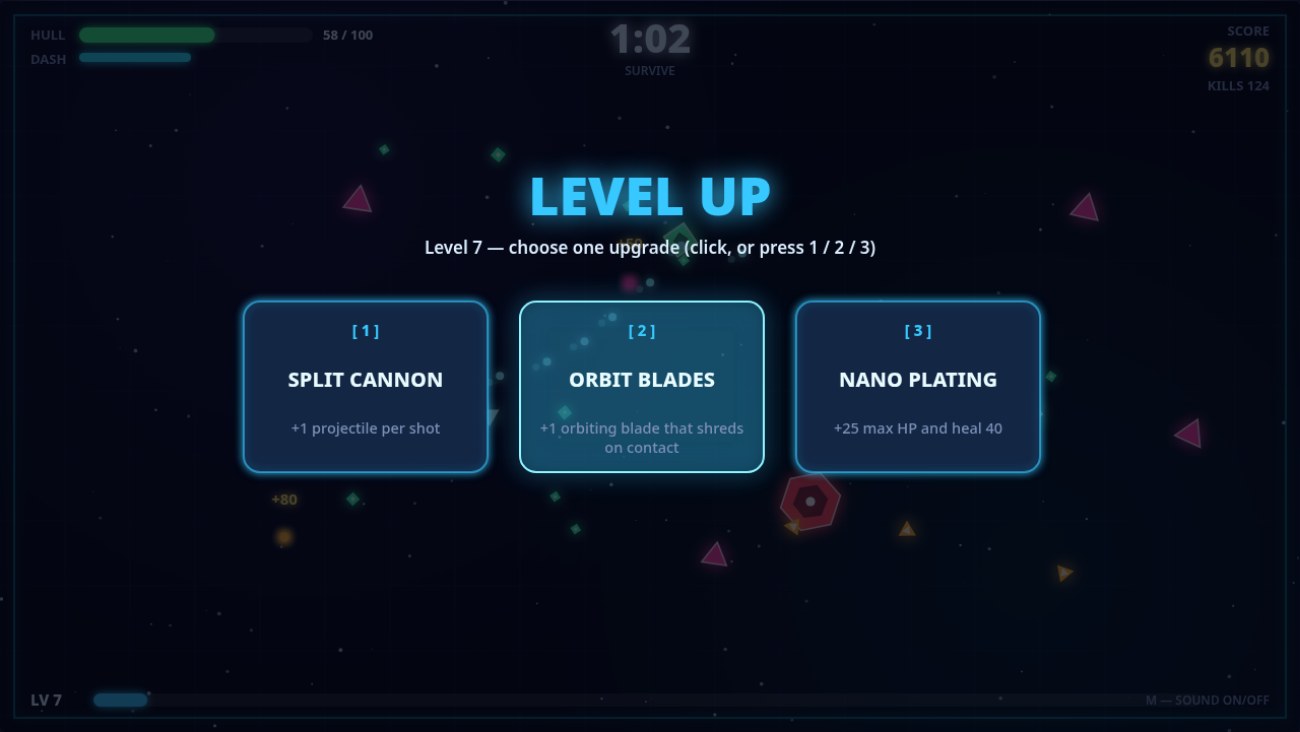 HULL
58 / 100
DASH
1:02
SURVIVE
SCORE
6110
KILLS 124
LEVEL UP
Level 7 — choose one upgrade (click, or press 1 / 2 / 3)
[ 1 ]
SPLIT CANNON
+1 projectile per shot
[ 2 ]
ORBIT BLADES
+1 orbiting blade that shreds
on contact
[ 3 ]
NANO PLATING
+25 max HP and heal 40
+80
LV 7
M — SOUND ON/OFF